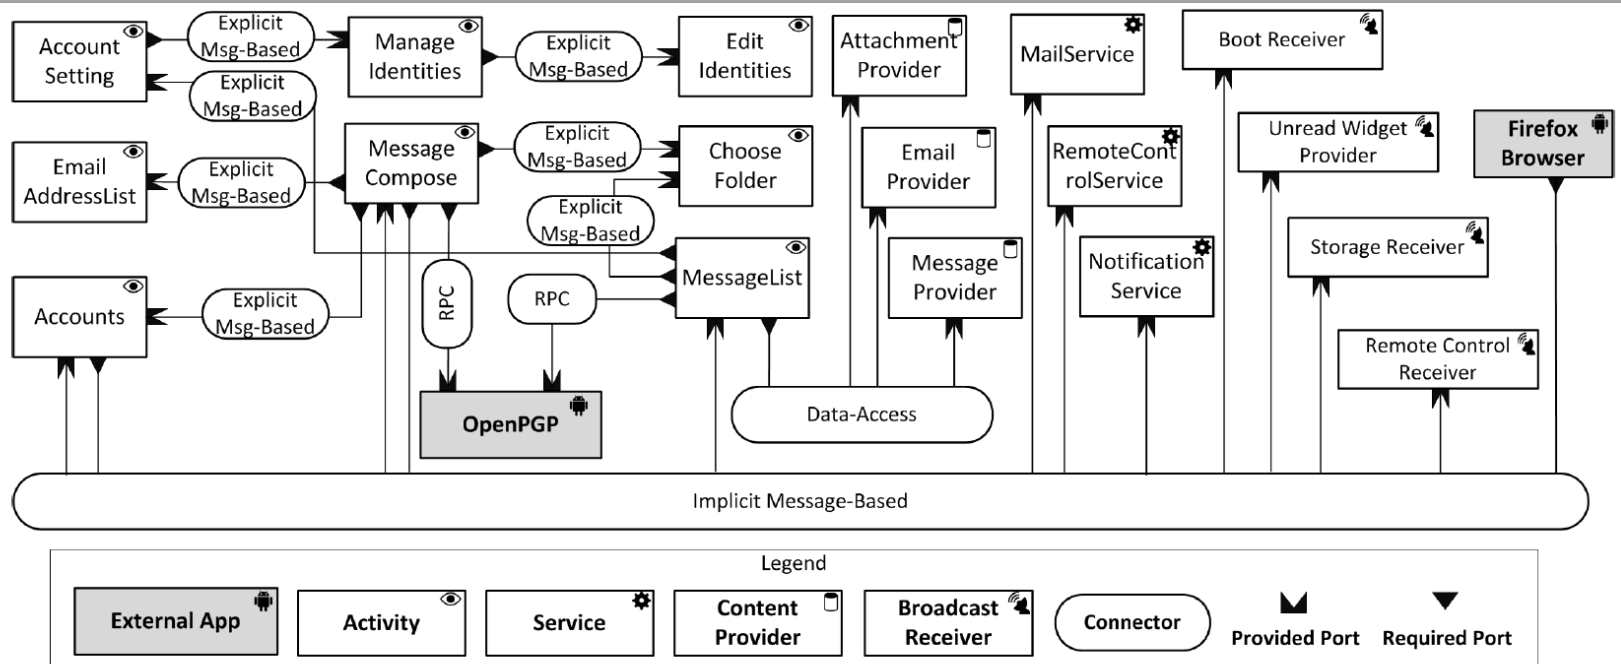 Account
Setting
Explicit
Msg-Based
Manage
Identities
Explicit
Msg-Based
Edit
Identities
Attachment
Provider
MailService
Boot Receiver
Explicit
Msg-Based
Email
AddressList
Explicit
Msg-Based
Message
Compose
Explicit
Msg-Based
Choose
Folder
Email
Provider
RemoteCont
rolService
Unread Widget
Provider
Firefox
Browser
Explicit
Msg-Based
MessageList
Message
Provider
Notification
Service
Storage Receiver
Accounts
Explicit
Msg-Based
RPC
RPC
Remote Control
Receiver
OpenPGP
Data-Access
Implicit Message-Based
Legend
External App
Activity
Service
Content
Provider
Broadcast
Receiver
Connector
Provided Port
Required Port